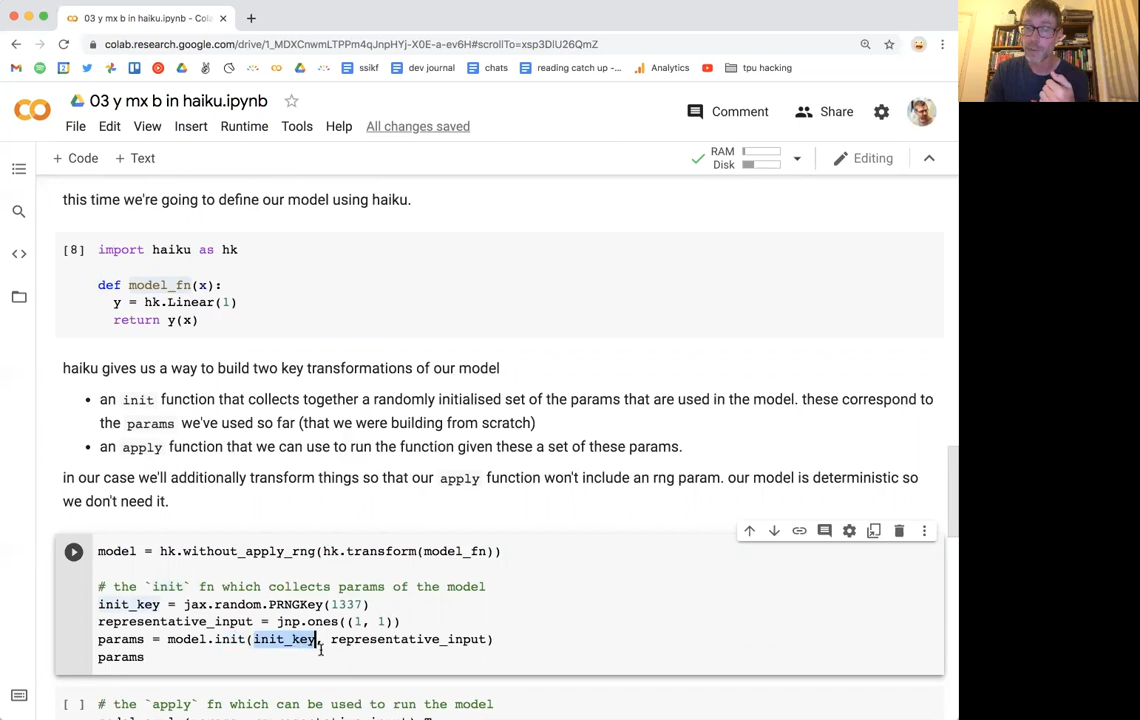 03 y mx b in haiku.ipynb - Cola
colab.research.google.com/drive/1_MDXCnwmLTPPm4qJnpHYj-X0E-a-ev6H#scrollTo=xsp3DlU26QmZ
ssikf
dev journal
chats
reading catch up -...
Analytics
tpu hacking
03 y mx b in haiku.ipynb
Comment
Share
File Edit View Insert Runtime Tools Help All changes saved
+ Code + Text
RAM
Disk
Editing
this time we're going to define our model using haiku.
[8] import haiku as hk
def model_fn(x):
y = hk.Linear(1)
return y(x)
haiku gives us a way to build two key transformations of our model
• an init function that collects together a randomly initialised set of the params that are used in the model. these correspond to
the params we've used so far (that we were building from scratch)
• an apply function that we can use to run the function given these a set of these params.
in our case we'll additionally transform things so that our apply function won't include an rng param. our model is deterministic so
we don't need it.
model = hk.without_apply_rng(hk.transform(model_fn))
# the `init` fn which collects params of the model
init_key = jax.random.PRNGKey(1337)
representative_input = jnp.ones((1, 1))
params = model.init(init_key, representative_input)
params
[ ] # the `apply` fn which can be used to run the model